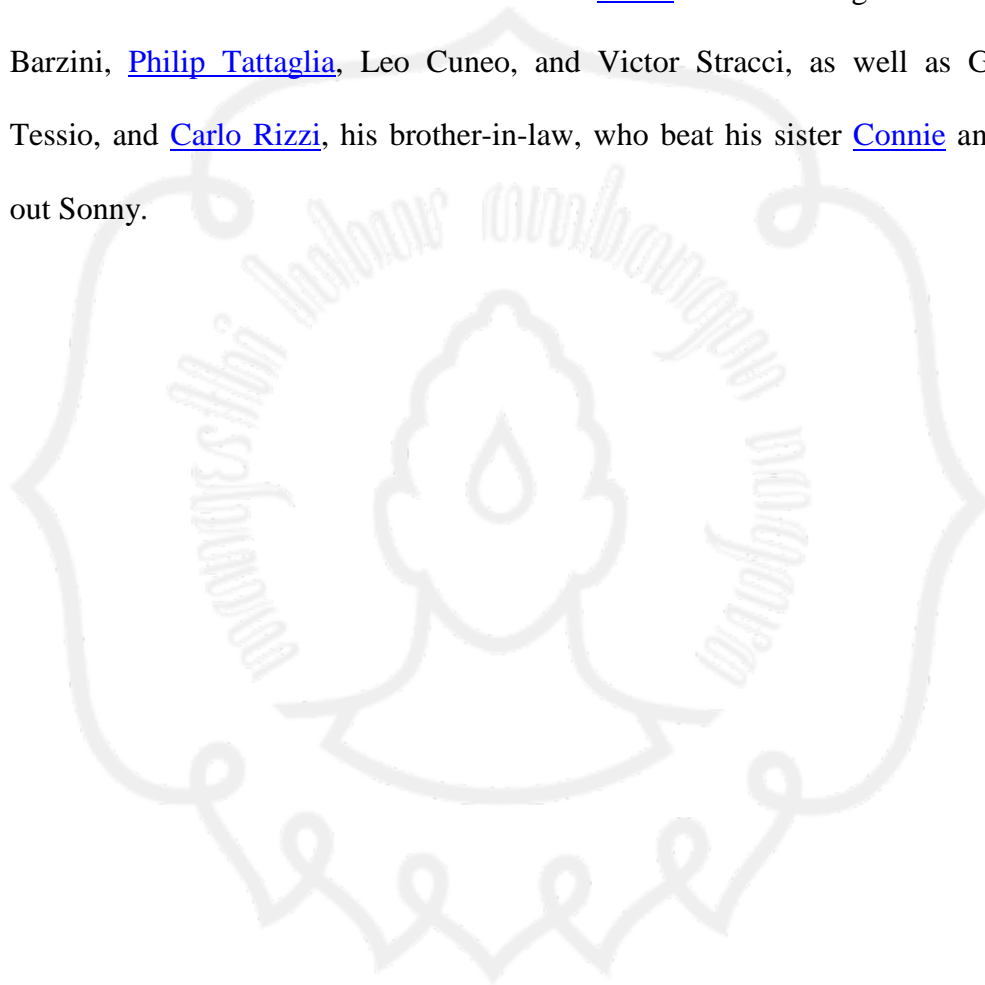 Barzini, Philip Tattaglia, Leo Cuneo, and Victor Stracci, as well as G
Tessio, and Carlo Rizzi, his brother-in-law, who beat his sister Connie an
out Sonny.